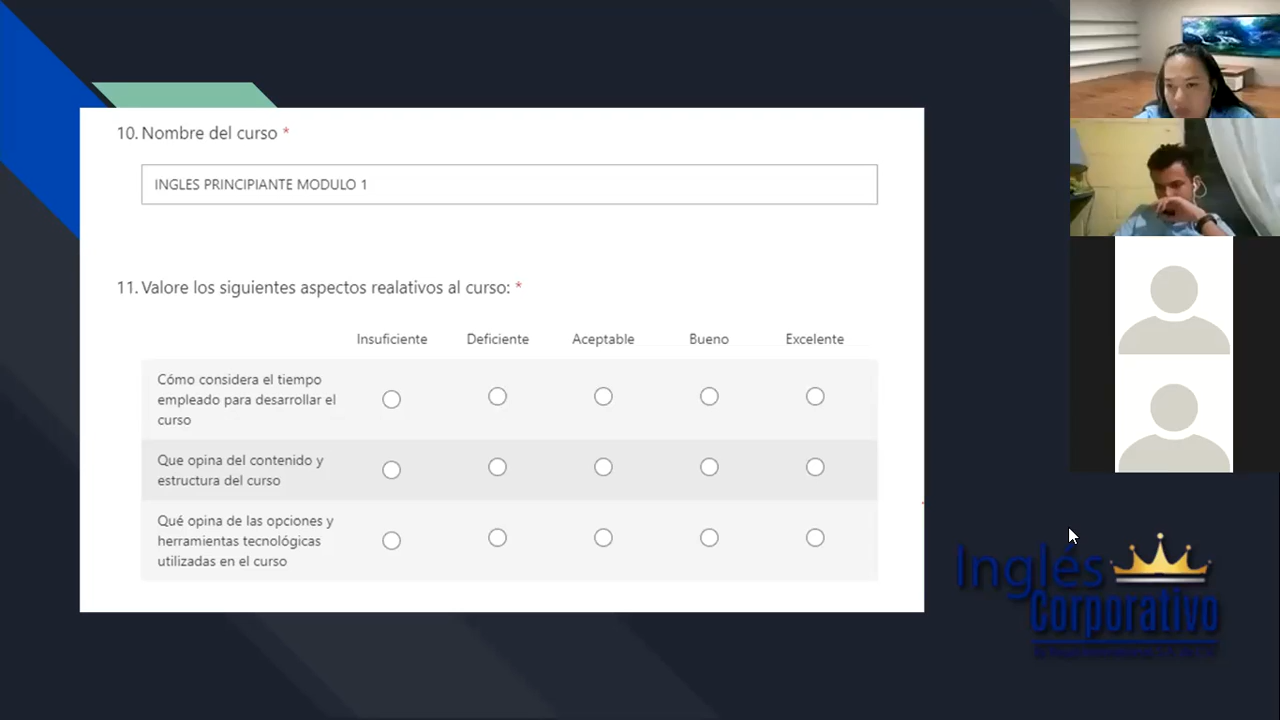 10. Nombre del curso *
INGLES PRINCIPIANTE MODULO 1
11. Valore los siguientes aspectos realativos al curso: *
Insuficiente Deficiente Aceptable Bueno Excelente
Cómo considera el tiempo
empleado para desarrollar el
curso
Que opina del contenido y
estructura del curso
Qué opina de las opciones y
herramientas tecnológicas
utilizadas en el curso
Inglés
Corporativo